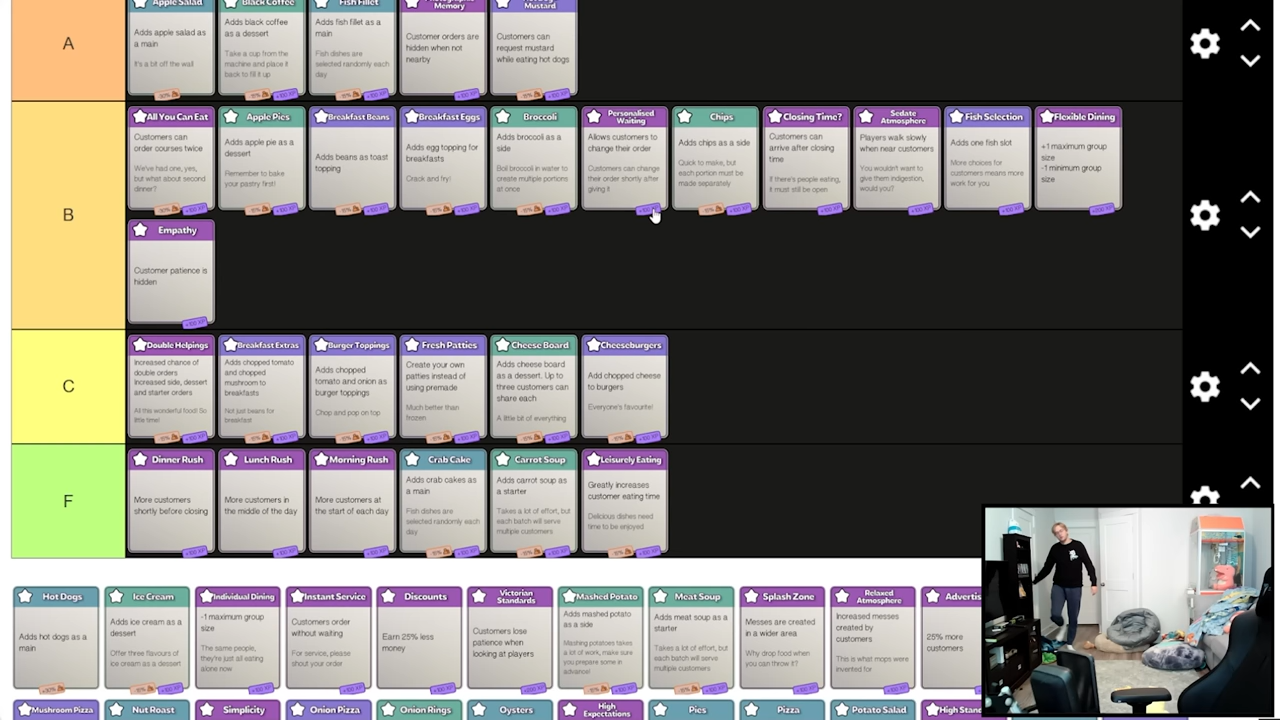 A
Apple Salad
Adds apple salad as
a main
It's a bit off the wall
Black Coffee
Adds black coffee
as a dessert
Take a cup from the
machine and place it
back to fill it up
Fish Fillet
Adds fish fillet as a
main
Fish dishes are
selected randomly each
day
Photographic
Memory
Customer orders are
hidden when not
nearby
Mustard
Customers can
request mustard
while eating hot dogs
B
All You Can Eat
Customers can
order courses twice
We've had one, yes,
but what about second
dinner?
Apple Pies
Adds apple pie as a
dessert
Remember to bake
your pastry first!
Breakfast Beans
Adds beans as toast
topping
Breakfast Eggs
Adds egg topping for
breakfasts
Crack and fry!
Broccoli
Adds broccoli as a
side
Boil broccoli in water to
create multiple portions
at once
Personalised
Waiting
Allows customers to
change their order
Customers can change
their order shortly after
giving it
Chips
Adds chips as a side
Quick to make, but
each portion must be
made separately
Closing Time?
Customers can
arrive after closing
time
If there's people eating,
it must still be open
Sedate
Atmosphere
Players walk slowly
when near customers
You wouldn't want to
give them indigestion,
would you?
Fish Selection
Adds one fish slot
More choices for
customers means more
work for you
Flexible Dining
+1 maximum group
size
-1 minimum group
size
Empathy
Customer patience is
hidden
C
Double Helpings
Increased chance of
double orders
Increased side, dessert
and starter orders
All this wonderful food! So
little time!
Breakfast Extras
Adds chopped tomato
and chopped
mushroom to
breakfasts
Not just beans for
breakfast
Burger Toppings
Adds chopped
tomato and onion as
burger toppings
Chop and pop on top
Fresh Patties
Create your own
patties instead of
using premade
Much better than
frozen
Cheese Board
Adds cheese board
as a dessert. Up to
three customers can
share each
A little bit of everything
Cheeseburgers
Add chopped cheese
to burgers
Everyone's favourite!
F
Dinner Rush
More customers
shortly before closing
Lunch Rush
More customers in
the middle of the day
Morning Rush
More customers at
the start of each day
Crab Cake
Adds crab cakes as
a main
Fish dishes are
selected randomly each
day
Carrot Soup
Adds carrot soup as
a starter
Takes a lot of effort, but
each batch will serve
multiple customers
Leisurely Eating
Greatly increases
customer eating time
Delicious dishes need
time to be enjoyed
Hot Dogs
Adds hot dogs as a
main
Ice Cream
Adds ice cream as a
dessert
Offer three flavours of
ice cream as a dessert
Individual Dining
-1 maximum group
size
The same people,
they're just all eating
alone now
Instant Service
Customers order
without waiting
For service, please
shout your order
Discounts
Earn 25% less
money
Victorian
Standards
Customers lose
patience when
looking at players
Mashed Potato
Adds mashed potato
as a side
Mashing potatoes takes
a lot of work, make sure
you prepare some in
advance!
Meat Soup
Adds meat soup as a
starter
Takes a lot of effort, but
each batch will serve
multiple customers
Splash Zone
Messes are created
in a wider area
Why drop food when
you can throw it?
Relaxed
Atmosphere
Increased messes
created by
customers
This is what mops were
invented for
Advertis
25% more
customers
Mushroom Pizza
Nut Roast
Simplicity
Onion Pizza
Onion Rings
Oysters
High
Expectations
Pies
Pizza
Potato Salad
High Stan